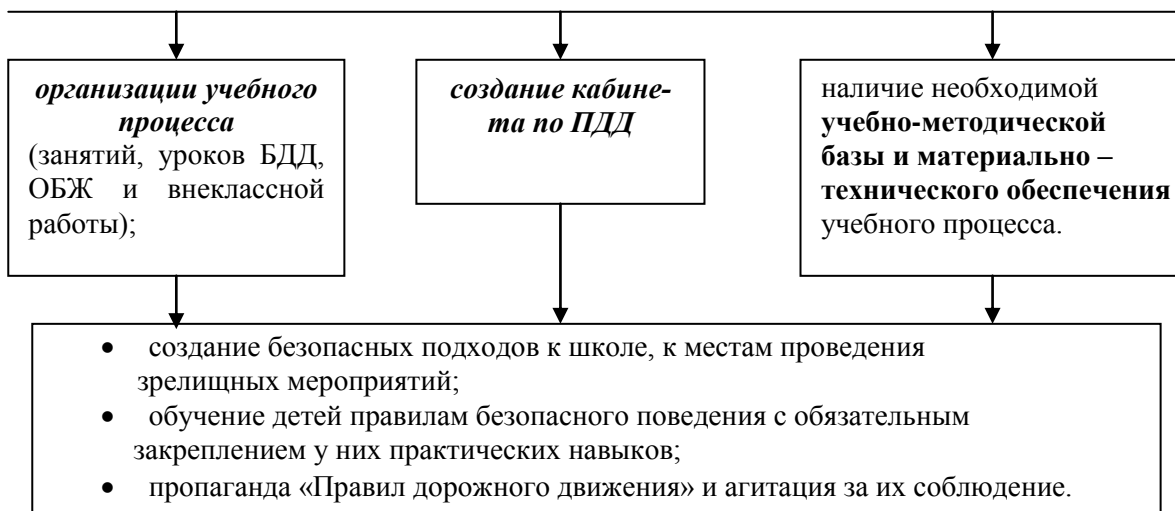 организации учебного
процесса
(занятий, уроков БДД,
ОБЖ и внеклассной
работы);
создание кабине-
та по ПДД
наличие необходимой
учебно-методической
базы и материально –
технического обеспечения
учебного процесса.
• создание безопасных подходов к школе, к местам проведения
зрелищных мероприятий;
• обучение детей правилам безопасного поведения с обязательным
закреплением у них практических навыков;
• пропаганда «Правил дорожного движения» и агитация за их соблюдение.